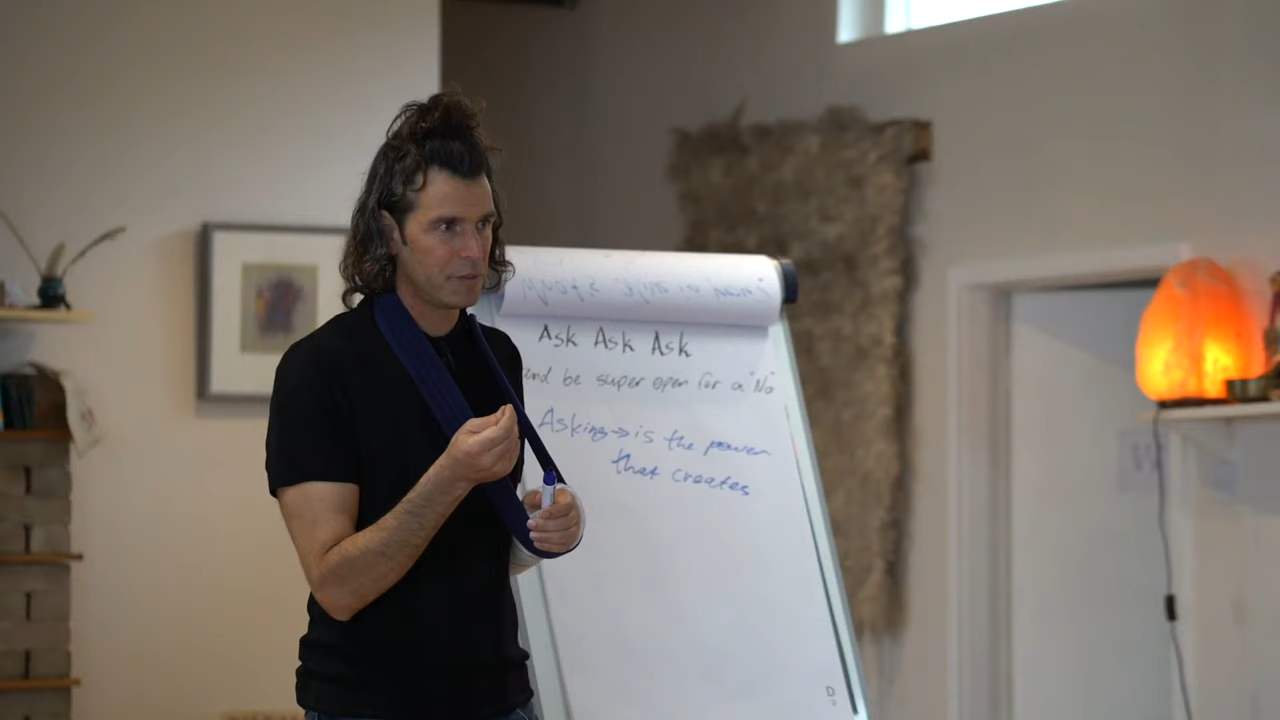 Ask Ask Ask
and be super open for a "No"
Asking → is the power
that creates